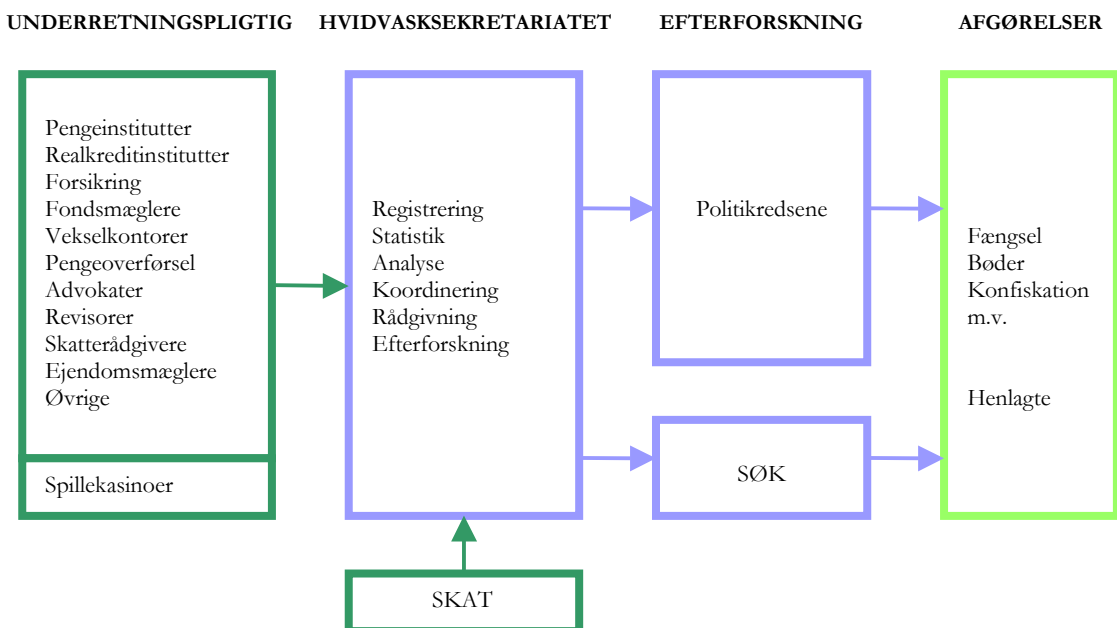 UNDERRETNINGSPLIGTIG
HVIDVASKSEKRETARIATET
EFTERFORSKNING
AFGØRELSER
Pengeinstitutter
Realkreditinstitutter
Forsikring
Fondsmæglere
Vekselkontorer
Pengeoverførsel
Advokater
Revisorer
Skatterådgivere
Ejendomsmæglere
Øvrige
Spillekasinoer
Registrering
Statistik
Analyse
Koordinering
Rådgivning
Efterforskning
SKAT
Politikredsene
SØK
Fængsel
Bøder
Konfiskation
m.v.
Henlagte